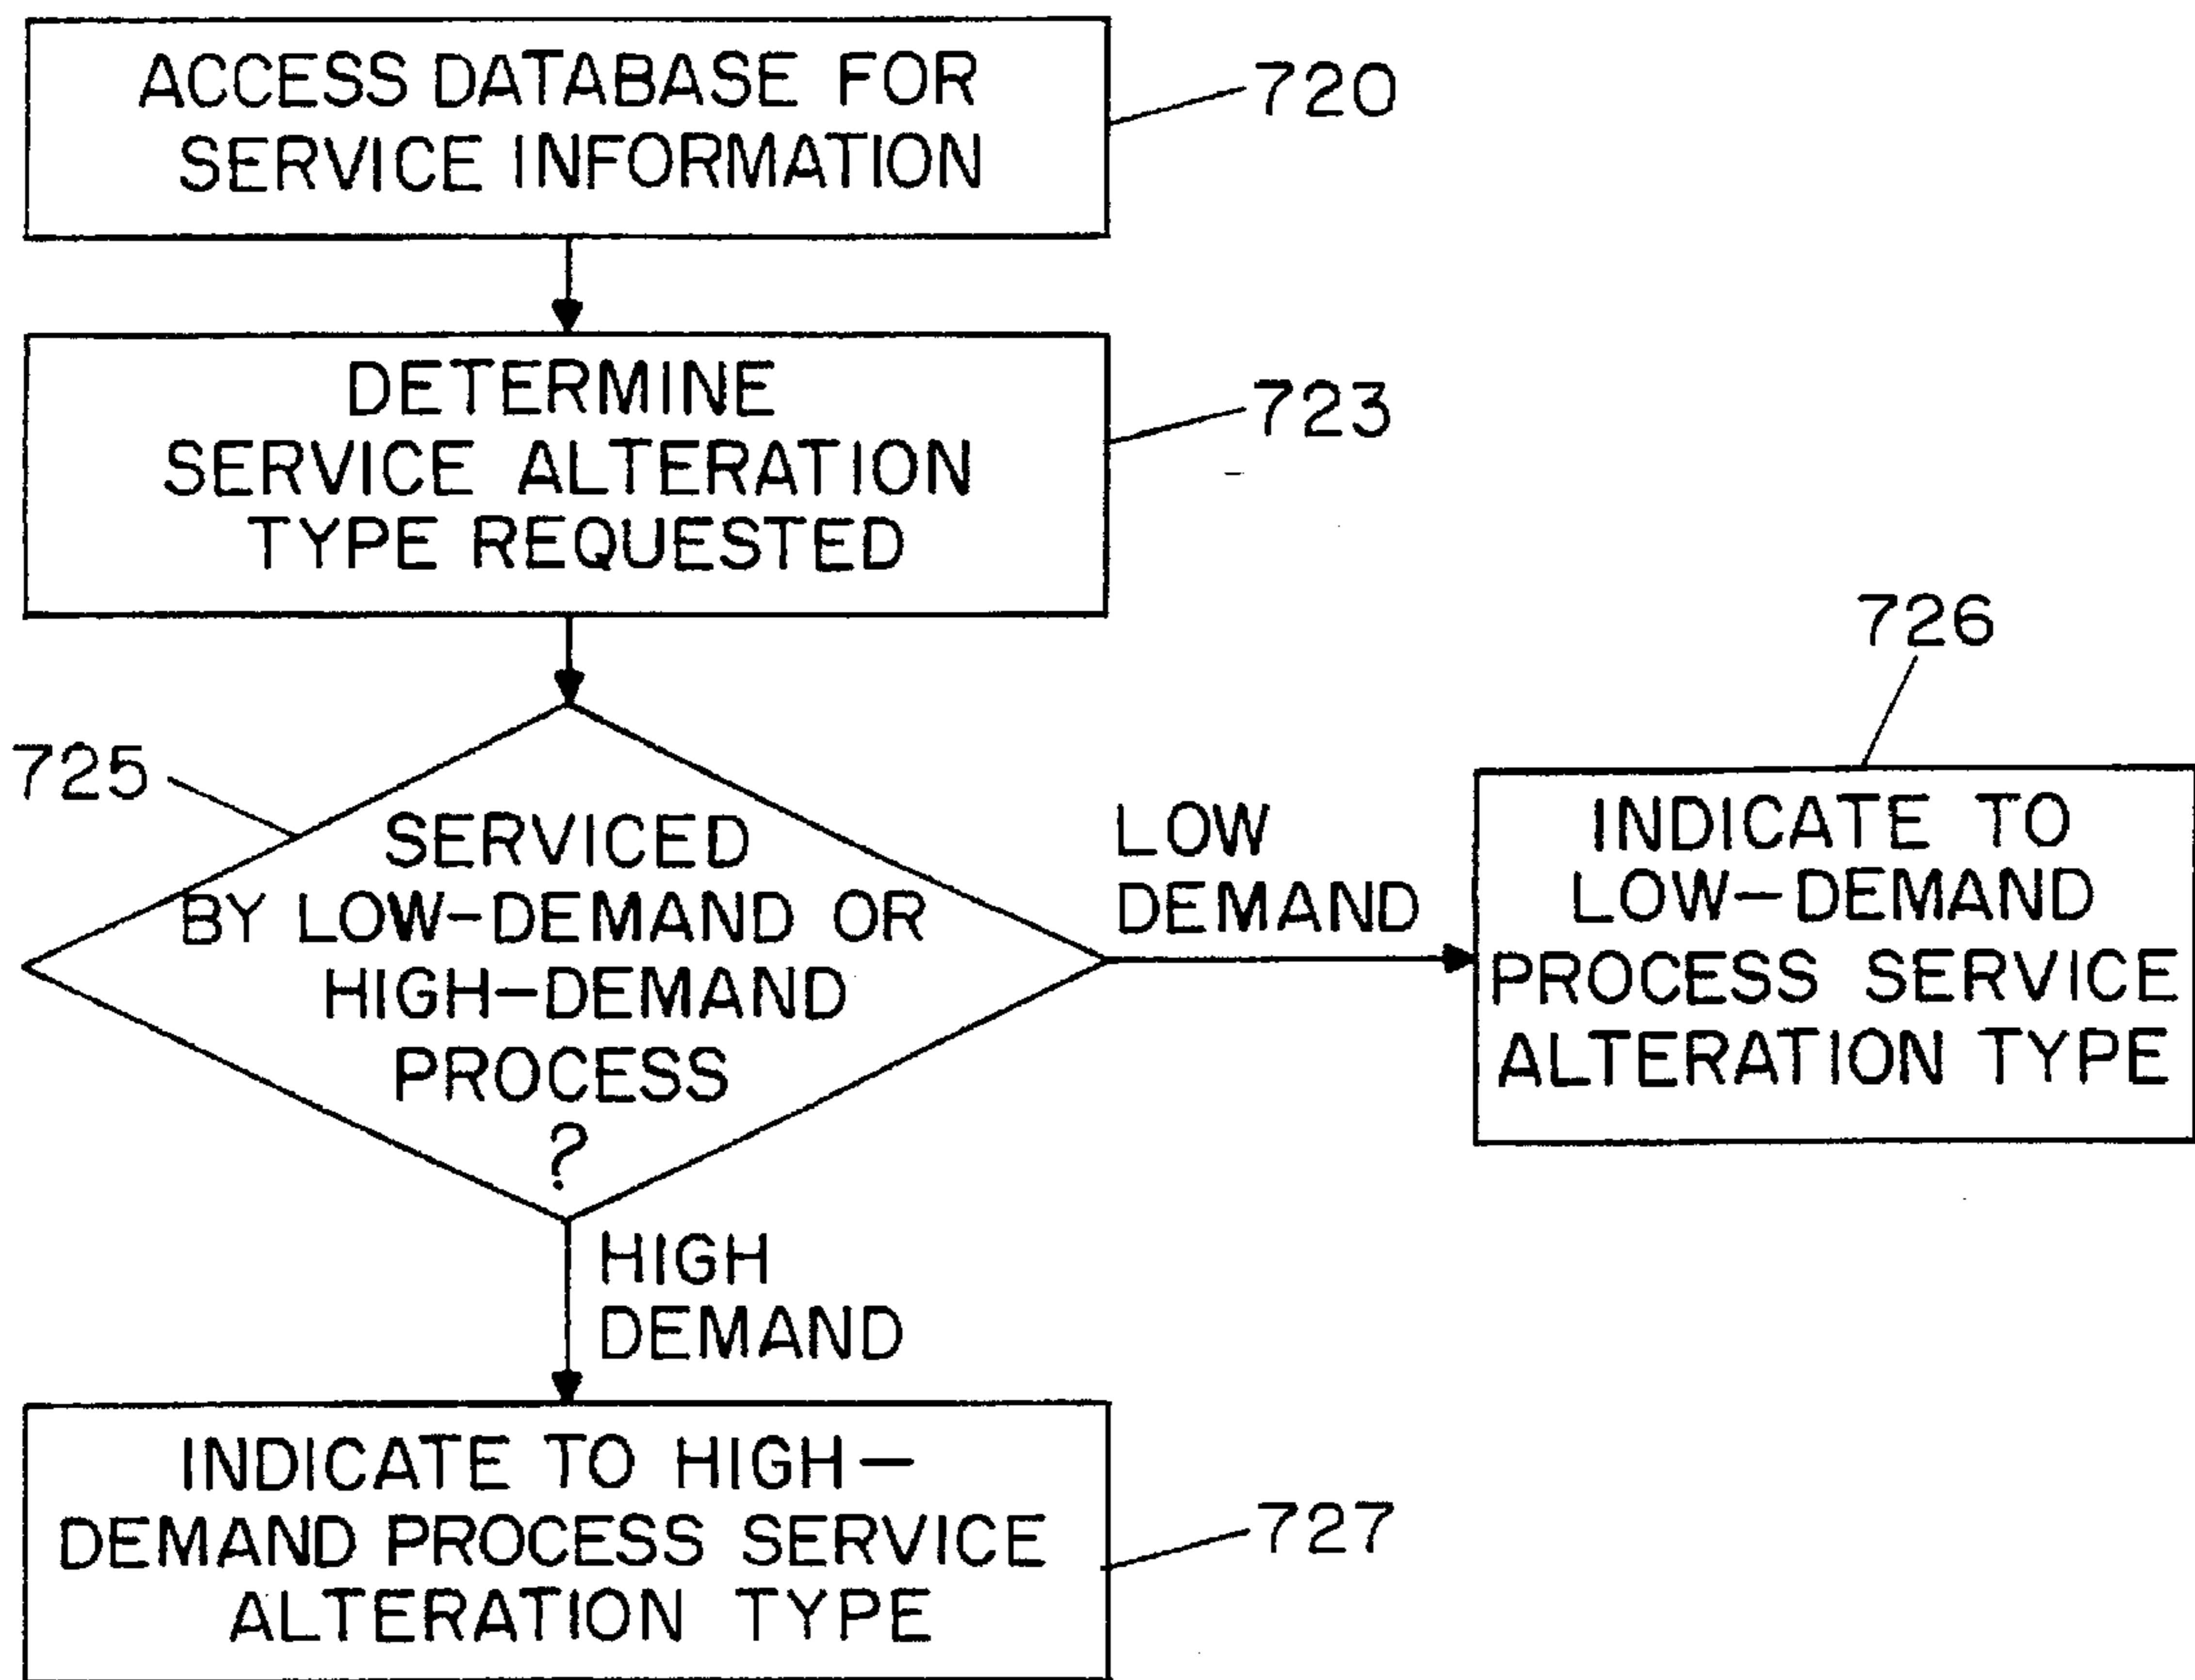 ACCESS DATABASE FOR
SERVICE INFORMATION
720
DETERMINE
SERVICE ALTERATION
TYPE REQUESTED
723
725
SERVICED
BY LOW-DEMAND OR
HIGH-DEMAND
PROCESS
?
LOW
DEMAND
726
INDICATE TO
LOW-DEMAND
PROCESS SERVICE
ALTERATION TYPE
HIGH
DEMAND
INDICATE TO HIGH-
DEMAND PROCESS SERVICE
ALTERATION TYPE
727